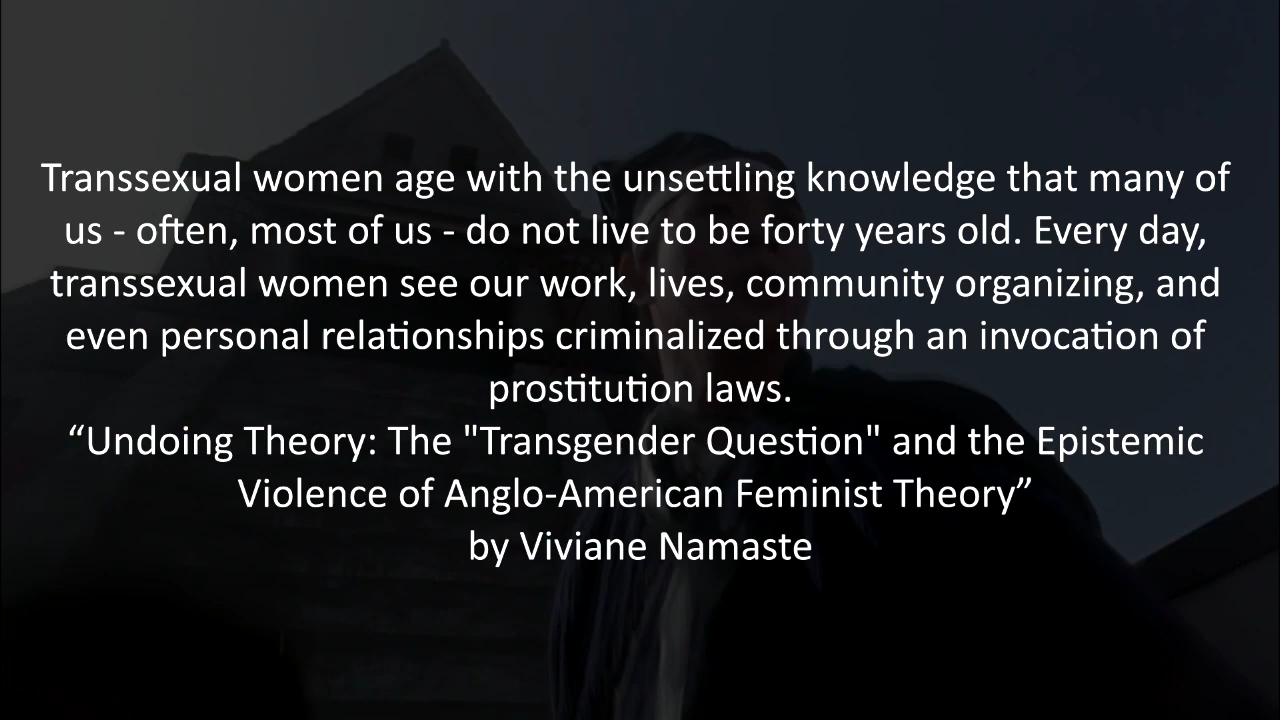 Transsexual women age with the unsettling knowledge that many of
us - often, most of us - do not live to be forty years old. Every day,
transsexual women see our work, lives, community organizing, and
even personal relationships criminalized through an invocation of
prostitution laws.
“Undoing Theory: The "Transgender Question" and the Epistemic
Violence of Anglo-American Feminist Theory”
by Viviane Namaste